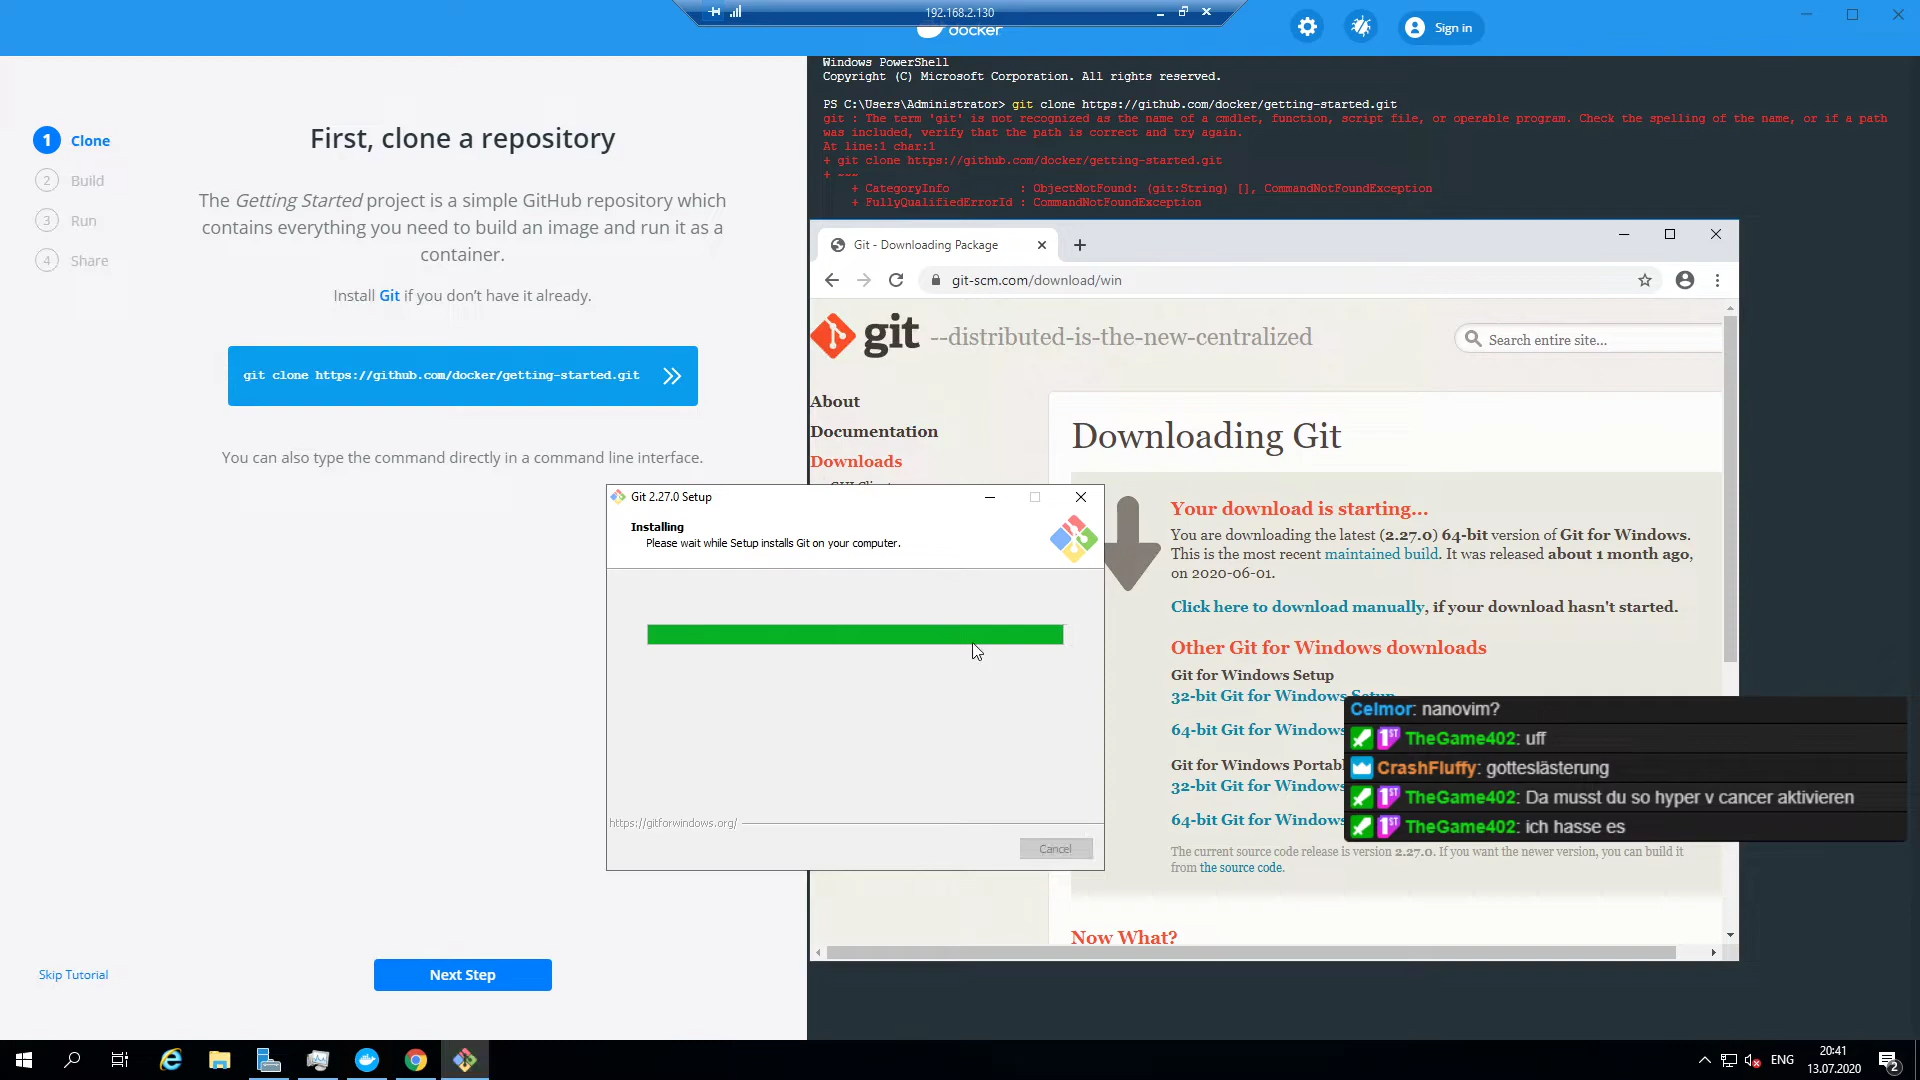 192.168.2.130
docker
Sign in
1 Clone
2 Build
3 Run
4 Share
First, clone a repository
The Getting Started project is a simple GitHub repository which
contains everything you need to build an image and run it as a
container.
Install Git if you don't have it already.
git clone https://github.com/docker/getting-started.git
You can also type the command directly in a command line interface.
Skip Tutorial
Next Step
Windows PowerShell
Copyright (C) Microsoft Corporation. All rights reserved.
PS C:\Users\Administrator> git clone https://github.com/docker/getting-started.git
git : The term 'git' is not recognized as the name of a cmdlet, function, script file, or operable program. Check the spelling of the name, or if a path
was included, verify that the path is correct and try again.
At line:1 char:1
+ git clone https://github.com/docker/getting-started.git
+ ~~~
+ CategoryInfo : ObjectNotFound: (git:String) [], CommandNotFoundException
+ FullyQualifiedErrorId : CommandNotFoundException
Git - Downloading Package
git-scm.com/download/win
git --distributed-is-the-new-centralized
Search entire site...
About
Documentation
Downloads
Downloading Git
Your download is starting...
You are downloading the latest (2.27.0) 64-bit version of Git for Windows.
This is the most recent maintained build. It was released about 1 month ago,
on 2020-06-01.
Click here to download manually, if your download hasn't started.
Other Git for Windows downloads
Git for Windows Setup
32-bit Git for Windows Setup
64-bit Git for Windows
Git for Windows
32-bit Git for Windows
64-bit Git for Windows
The current source code release is version 2.27.0. If you want the newer version, you can build it
from the source code.
Now What?
Git 2.27.0 Setup
Installing
Please wait while Setup installs Git on your computer.
https://gitforwindows.org/
Cancel
Celmor: nanovim?
1ST TheGame402: uff
CrashFluffy: gotteslästerung
1ST TheGame402: Da musst du so hyper v cancer aktivieren
1ST TheGame402: ich hasse es
ENG
20:41
13.07.2020
2